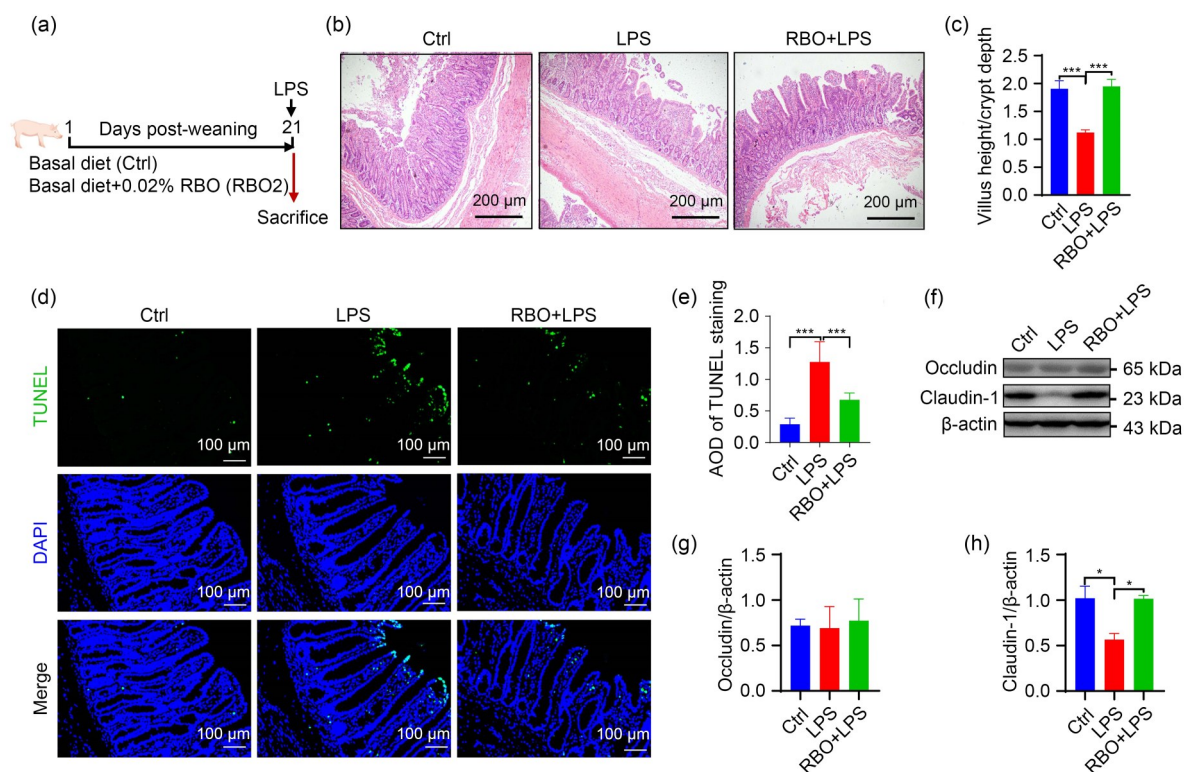 (a)
LPS
1 Days post-weaning 21
Basal diet (Ctrl)
Basal diet+0.02% RBO (RBO2)
Sacrifice
(b)
Ctrl LPS RBO+LPS
200 μm 200 μm 200 μm
(c)
Villus height/crypt depth
2.5
2.0
1.5
1.0
0.5
0.0
*** ***
Ctrl
LPS
RBO+LPS
(d)
Ctrl LPS RBO+LPS
TUNEL
100 μm 100 μm 100 μm
DAPI
100 μm 100 μm 100 μm
Merge
100 μm 100 μm 100 μm
(e)
AOD of TUNEL staining
2.0
1.5
1.0
0.5
0.0
*** ***
Ctrl
LPS
RBO+LPS
(f)
Ctrl LPS RBO+LPS
Occludin 65 kDa
Claudin-1 23 kDa
β-actin 43 kDa
(g)
Occludin/β-actin
1.5
1.0
0.5
0.0
Ctrl
LPS
RBO+LPS
(h)
Claudin-1/β-actin
1.5
1.0
0.5
0.0
* *
Ctrl
LPS
RBO+LPS